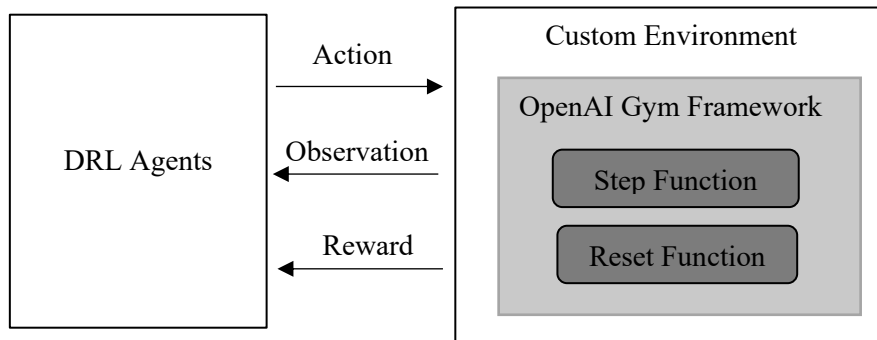 Custom Environment
Action
OpenAI Gym Framework
Observation
DRL Agents
Step Function
Reward
Reset Function